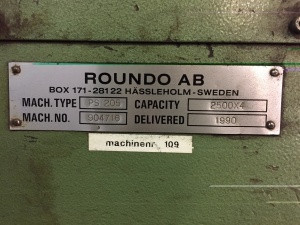 ROUNDO AB
BOX 171-28122 HÄSSLEHOLM-SWEDEN
MACH. TYPE PS 205 CAPACITY 2500X4
MACH. NO. 904716 DELIVERED 1990
machinenr. 109